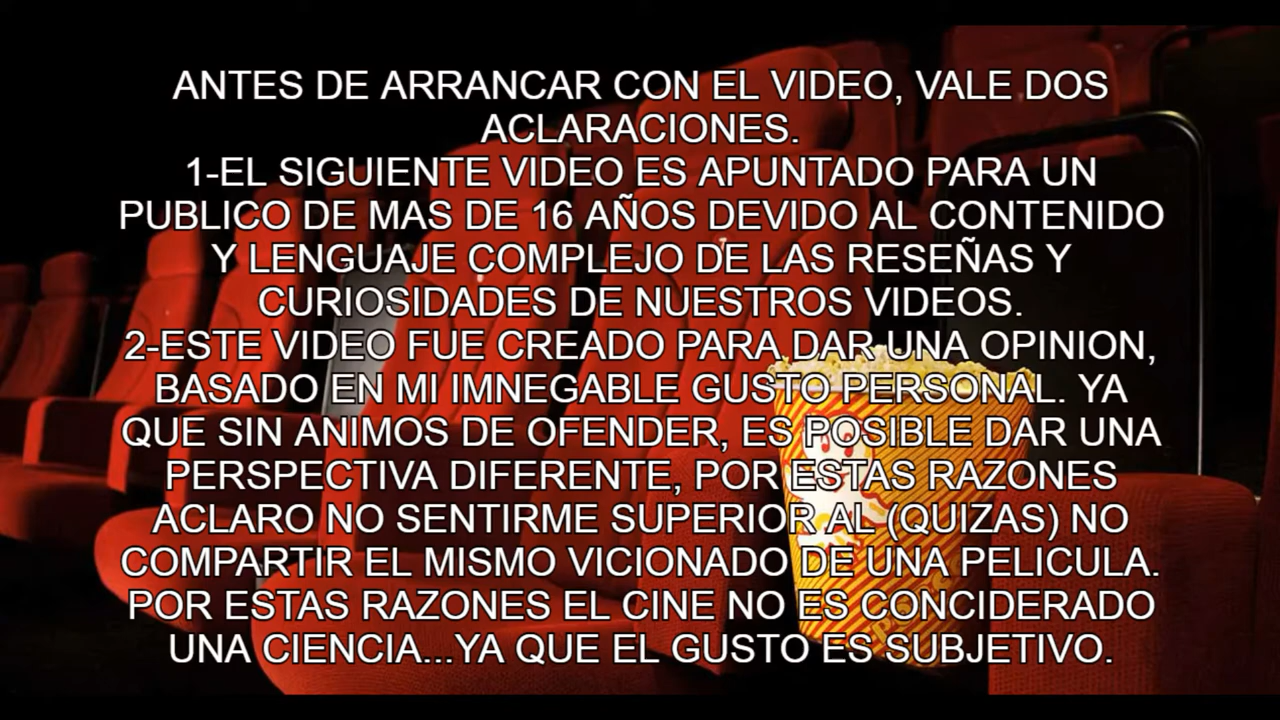 ANTES DE ARRANCAR CON EL VIDEO, VALE DOS
ACLARACIONES.
1-EL SIGUIENTE VIDEO ES APUNTADO PARA UN
PUBLICO DE MAS DE 16 AÑOS DEVIDO AL CONTENIDO
Y LENGUAJE COMPLEJO DE LAS RESEÑAS Y
CURIOSIDADES DE NUESTROS VIDEOS.
2-ESTE VIDEO FUE CREADO PARA DAR UNA OPINION,
BASADO EN MI IMNEGABLE GUSTO PERSONAL. YA
QUE SIN ANIMOS DE OFENDER, ES POSIBLE DAR UNA
PERSPECTIVA DIFERENTE, POR ESTAS RAZONES
ACLARO NO SENTIRME SUPERIOR AL (QUIZAS) NO
COMPARTIR EL MISMO VICIONADO DE UNA PELICULA.
POR ESTAS RAZONES EL CINE NO ES CONCIDERADO
UNA CIENCIA...YA QUE EL GUSTO ES SUBJETIVO.